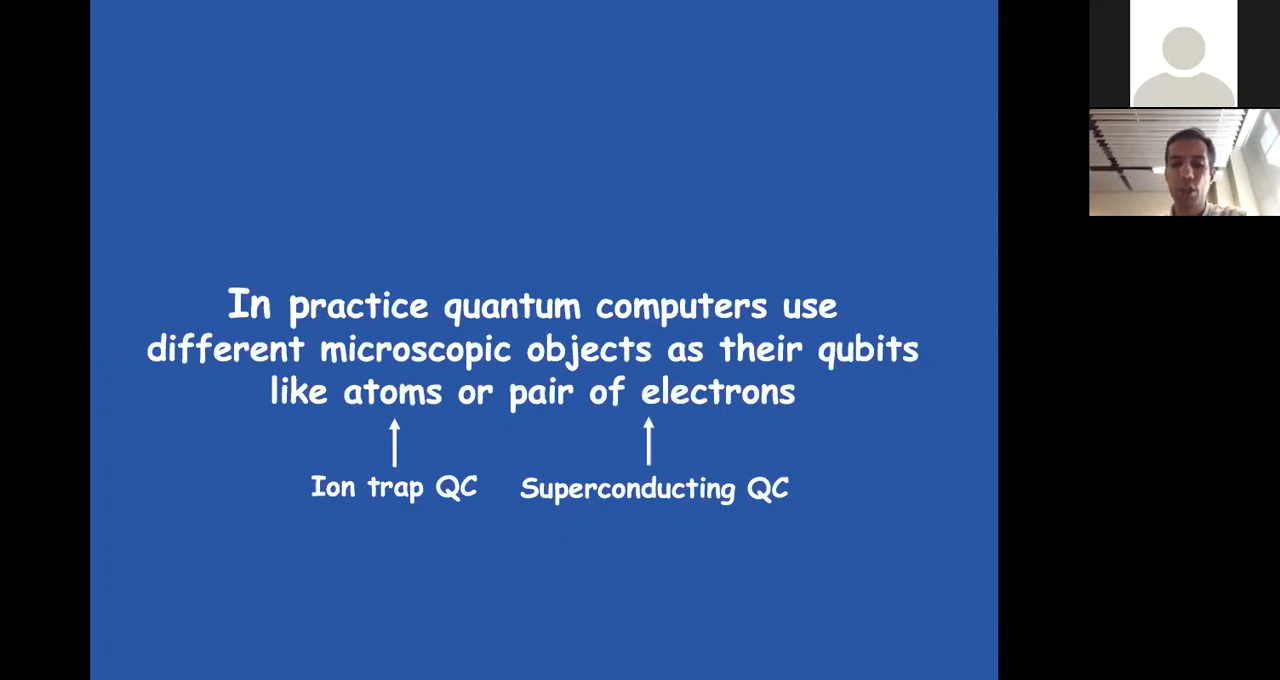 In practice quantum computers use
different microscopic objects as their qubits
like atoms or pair of electrons
Ion trap QC
Superconducting QC